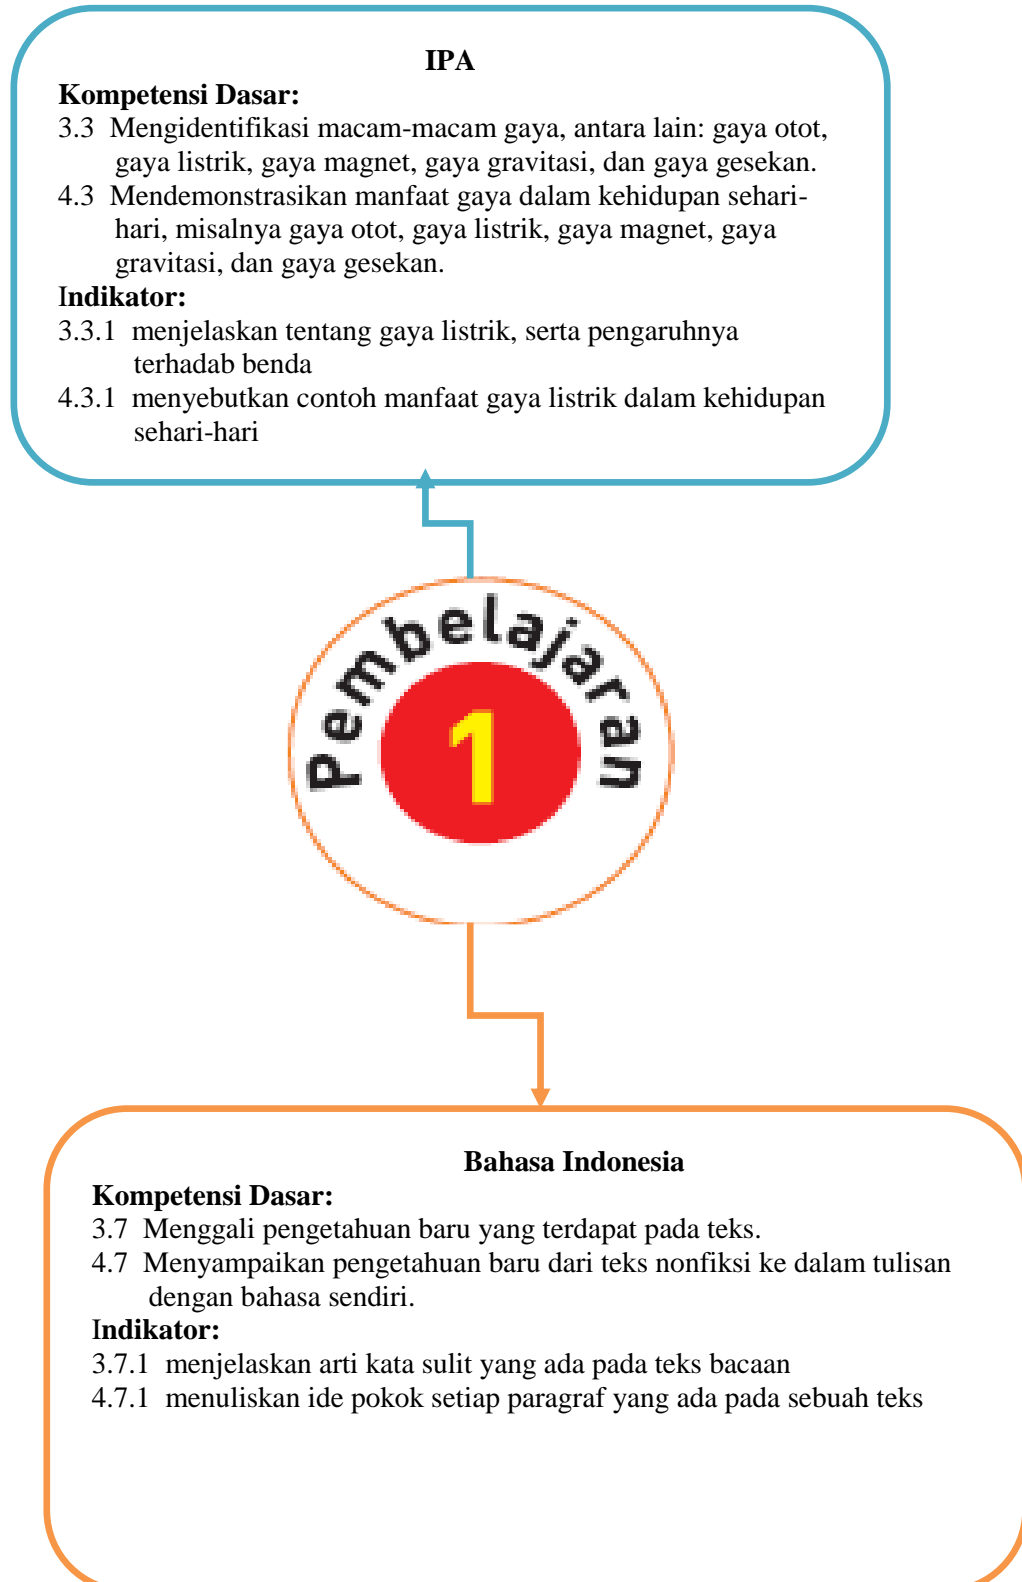 IPA
Kompetensi Dasar:
3.3 Mengidentifikasi macam-macam gaya, antara lain: gaya otot,
gaya listrik, gaya magnet, gaya gravitasi, dan gaya gesekan.
4.3 Mendemonstrasikan manfaat gaya dalam kehidupan sehari-
hari, misalnya gaya otot, gaya listrik, gaya magnet, gaya
gravitasi, dan gaya gesekan.
Indikator:
3.3.1 menjelaskan tentang gaya listrik, serta pengaruhnya
terhadab benda
4.3.1 menyebutkan contoh manfaat gaya listrik dalam kehidupan
sehari-hari
Pembelajaran
1
Bahasa Indonesia
Kompetensi Dasar:
3.7 Menggali pengetahuan baru yang terdapat pada teks.
4.7 Menyampaikan pengetahuan baru dari teks nonfiksi ke dalam tulisan
dengan bahasa sendiri.
Indikator:
3.7.1 menjelaskan arti kata sulit yang ada pada teks bacaan
4.7.1 menuliskan ide pokok setiap paragraf yang ada pada sebuah teks